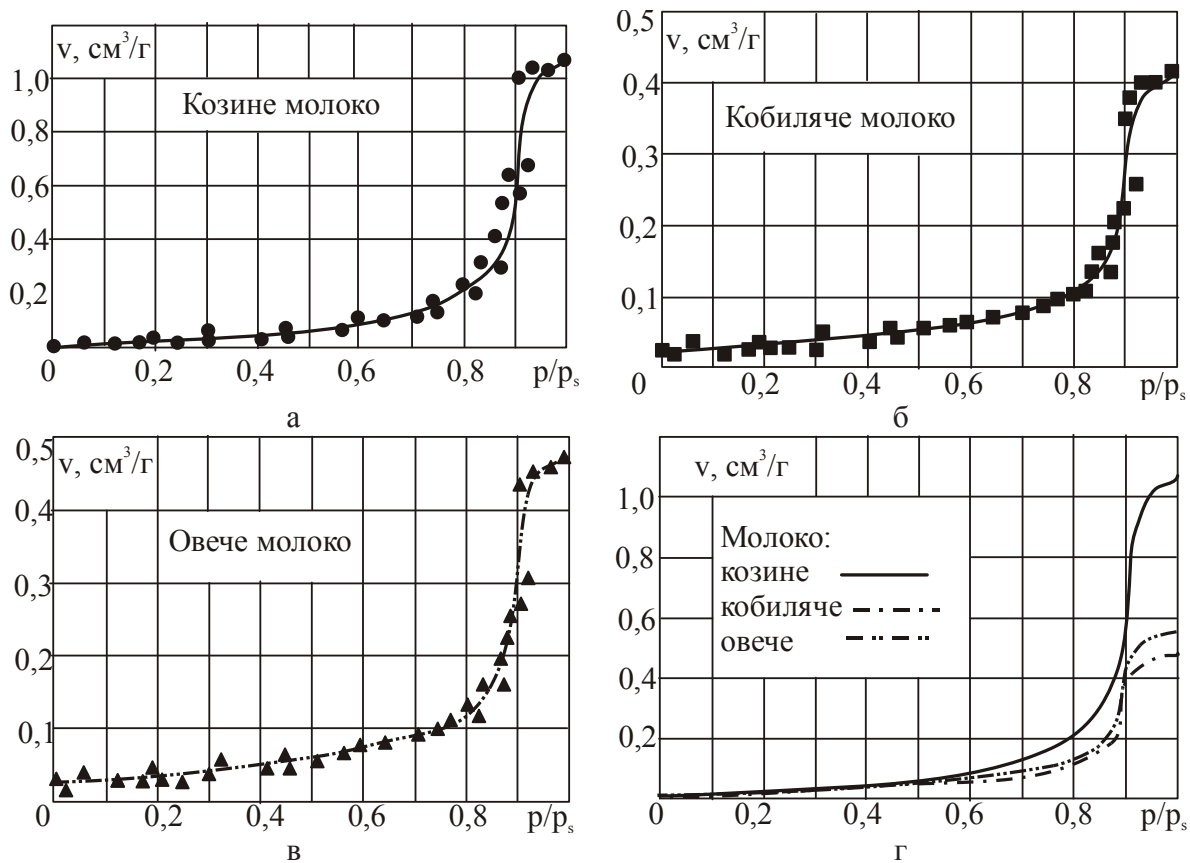 v, см³/г
1,0
0,8
0,6
0,4
0,2
Козине молоко
0 0,2 0,4 0,6 0,8 p/pₛ
а
0,5
v, см³/г
0,4
0,3
0,2
0,1
Кобиляче молоко
0 0,2 0,4 0,6 0,8 p/pₛ
б
0,5
v, см³/г
0,4
0,3
0,2
0,1
Овече молоко
0 0,2 0,4 0,6 0,8 p/pₛ
в
v, см³/г
1,0
0,8
0,6
0,4
0,2
Молоко:
козине
кобиляче
овече
0 0,2 0,4 0,6 0,8 p/pₛ
г